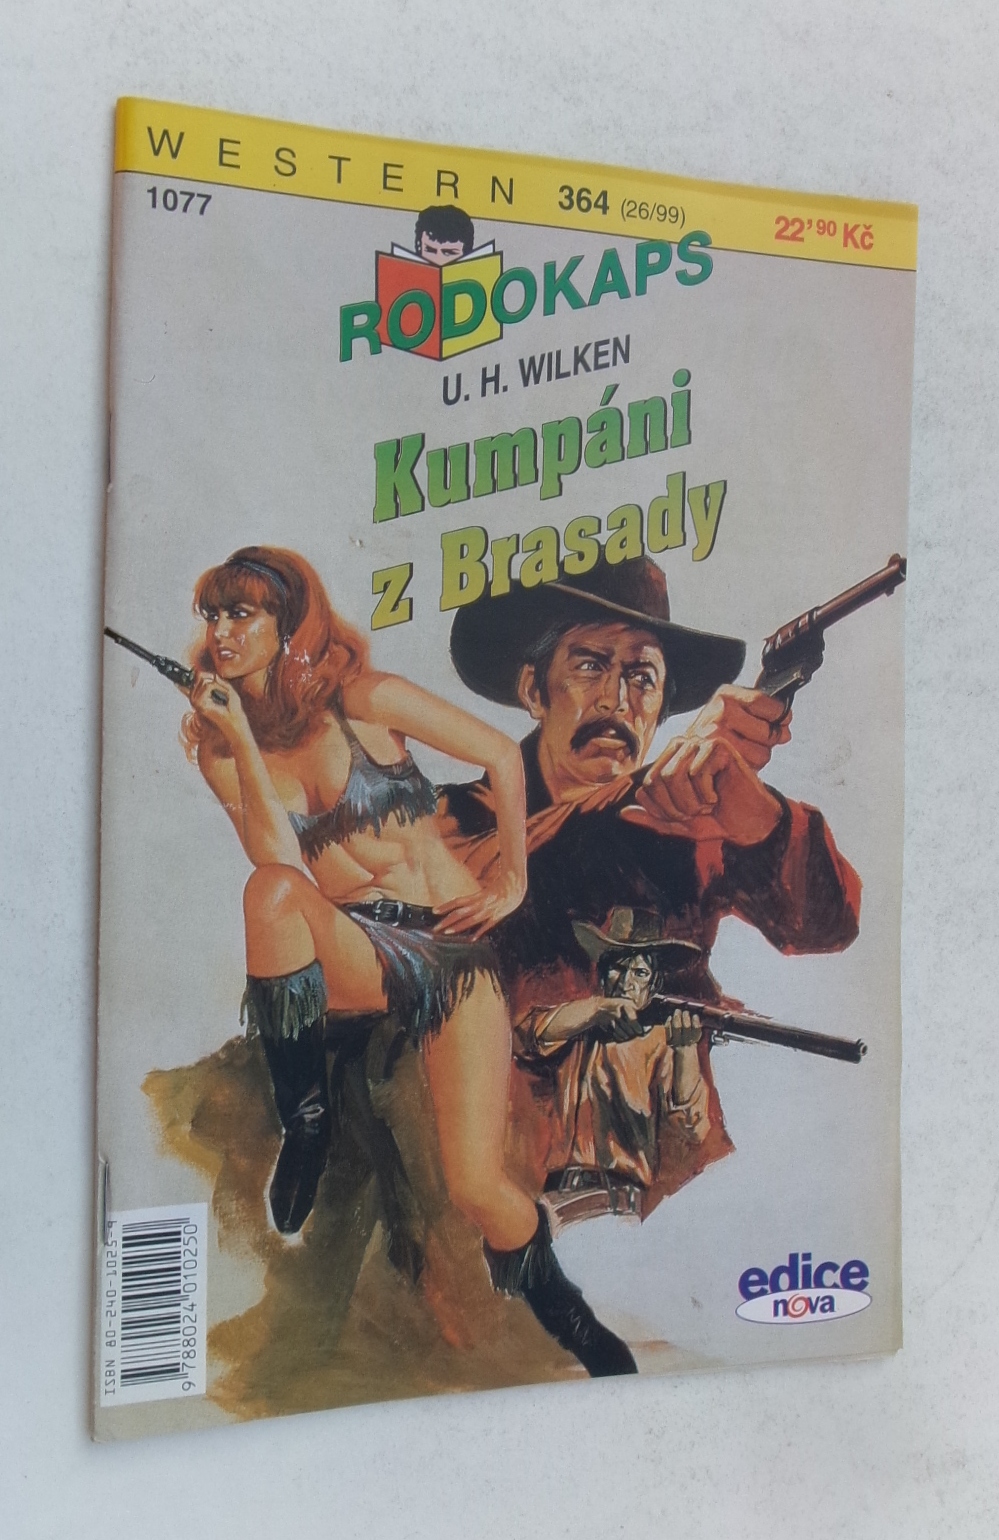 WESTERN 364 (26/99) 22'90 Kč
1077
RODOKAPS
U. H. WILKEN
Kumpáni
z Brasady
edice
nova
ISBN 80-240-1025-9
9788024010250